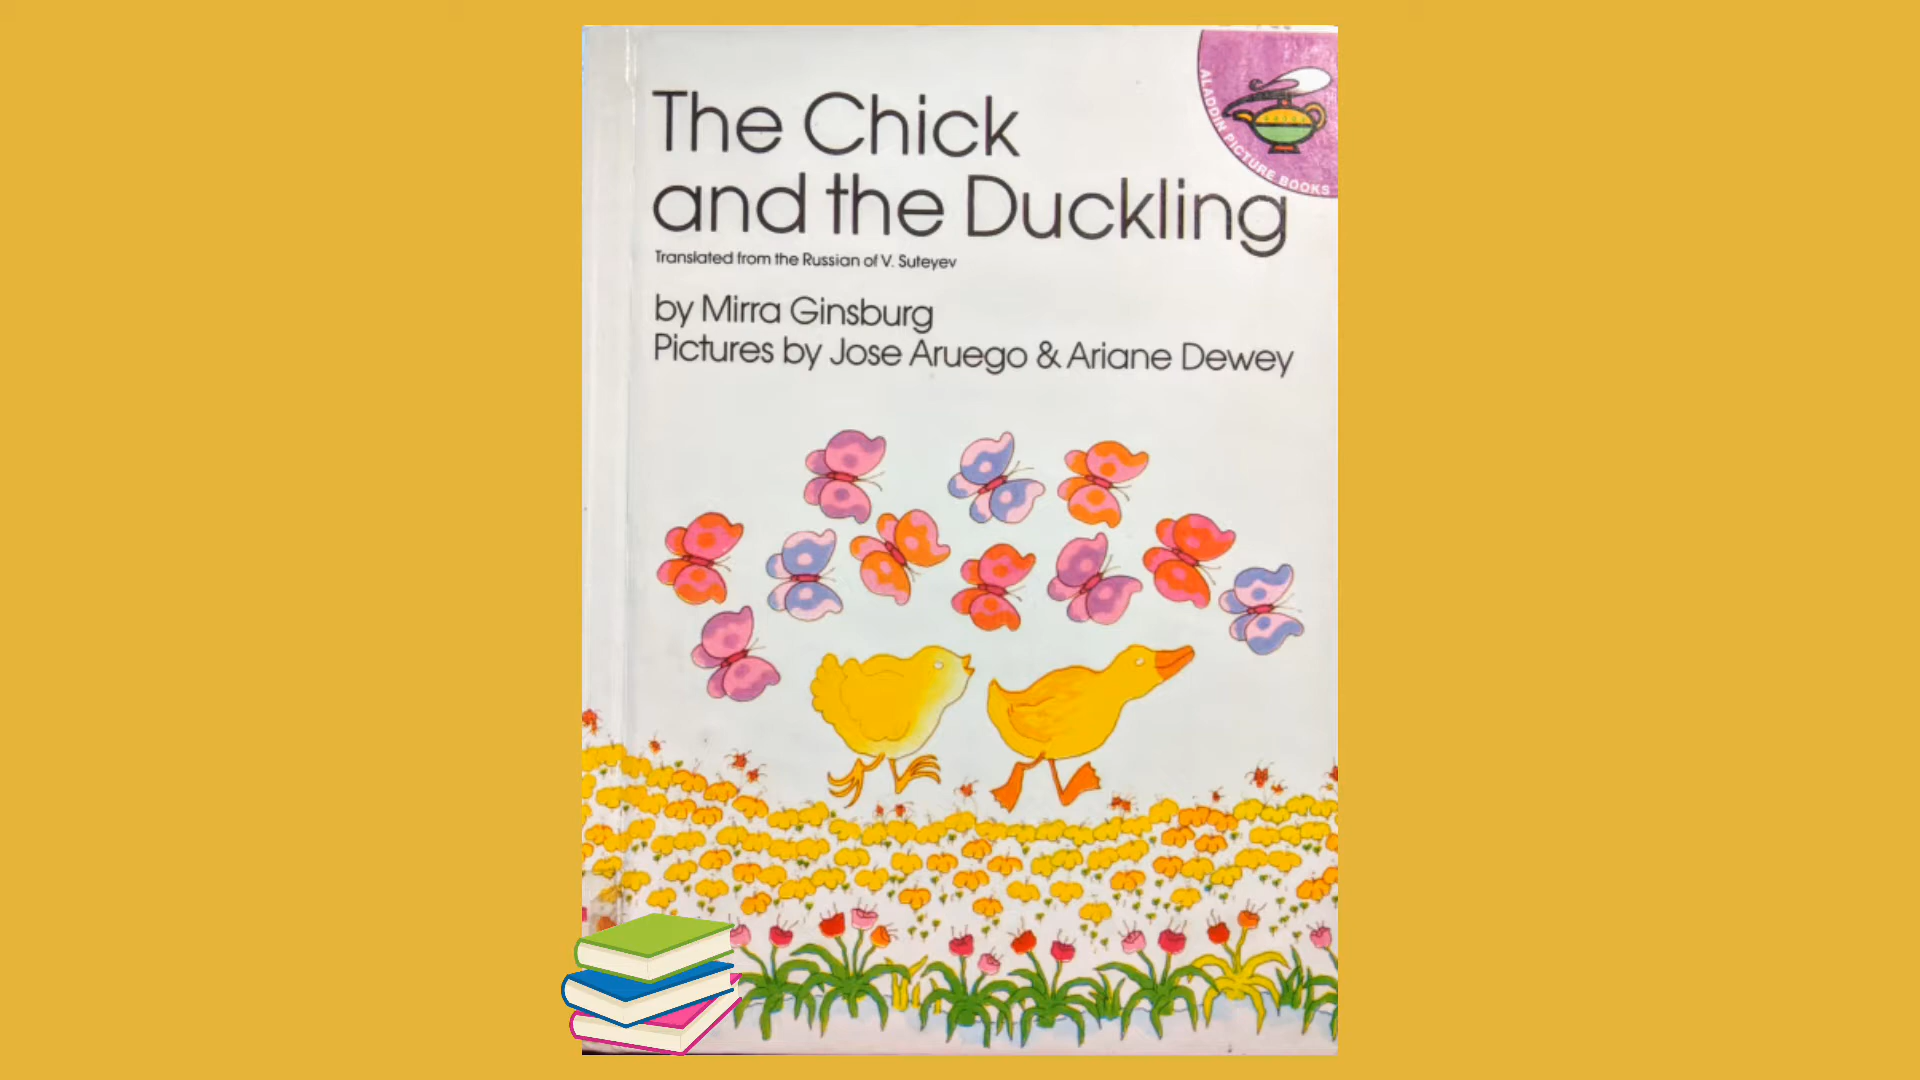 The Chick
and the Duckling
Translated from the Russian of V. Suteyev
by Mirra Ginsburg
Pictures by Jose Aruego & Ariane Dewey
ALADDIN PICTURE BOOKS